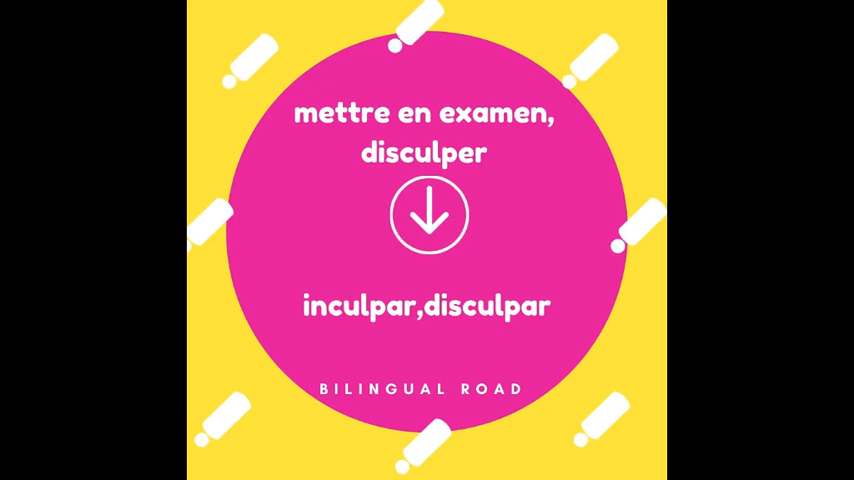 mettre en examen,
disculper
inculpar,disculpar
BILINGUAL ROAD